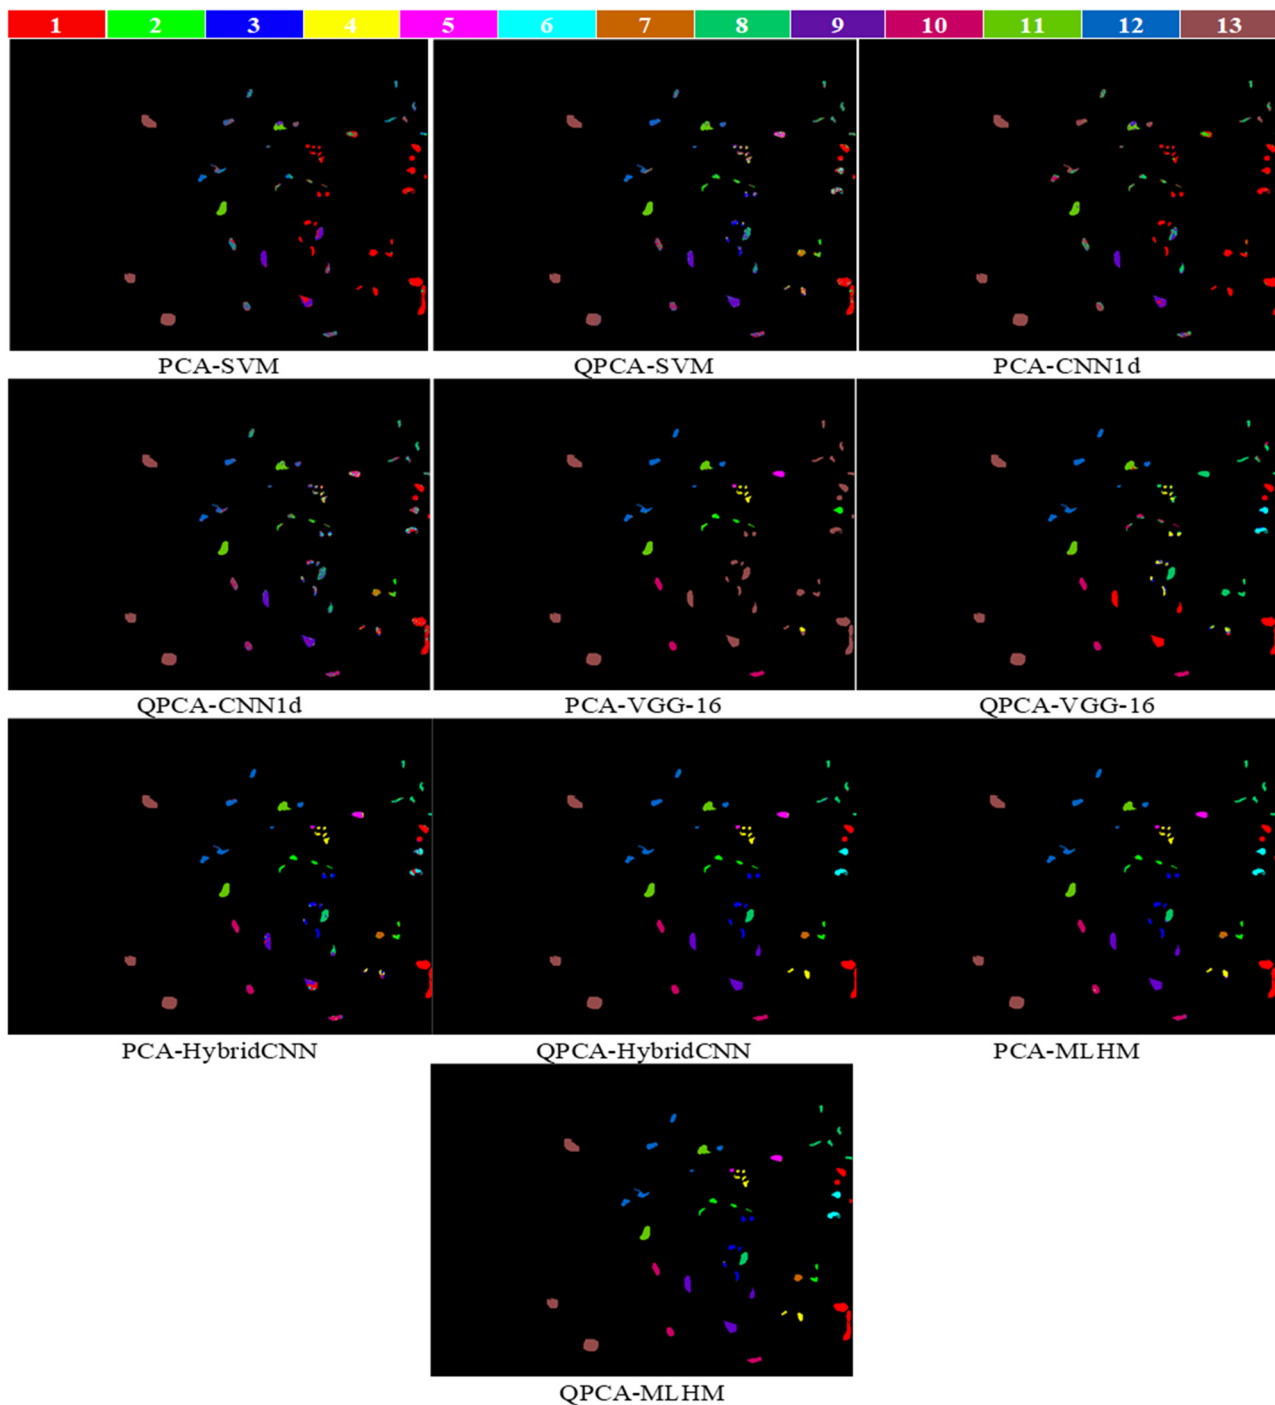 1 2 3 4 5 6 7 8 9 10 11 12 13
PCA-SVM QPCA-SVM PCA-CNN1d
QPCA-CNN1d PCA-VGG-16 QPCA-VGG-16
PCA-HybridCNN QPCA-HybridCNN PCA-MLHM
QPCA-MLHM